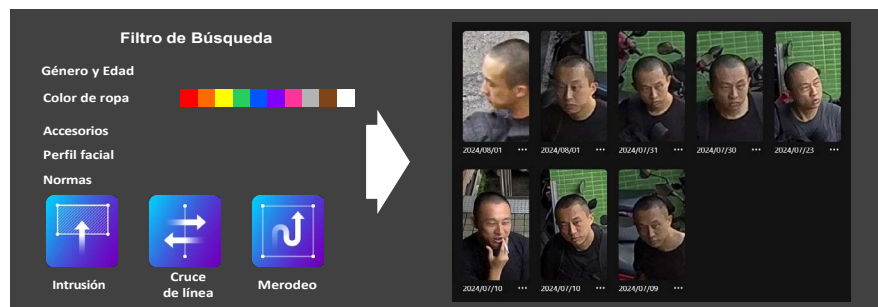 Filtro de Búsqueda
Género y Edad
Color de ropa
Accesorios
Perfil facial
Normas
Intrusión
Cruce
de línea
Merodeo
2024/08/01 ...
2024/08/01 ...
2024/07/31 ...
2024/07/30 ...
2024/07/23 ...
2024/07/10 ...
2024/07/10 ...
2024/07/09 ...